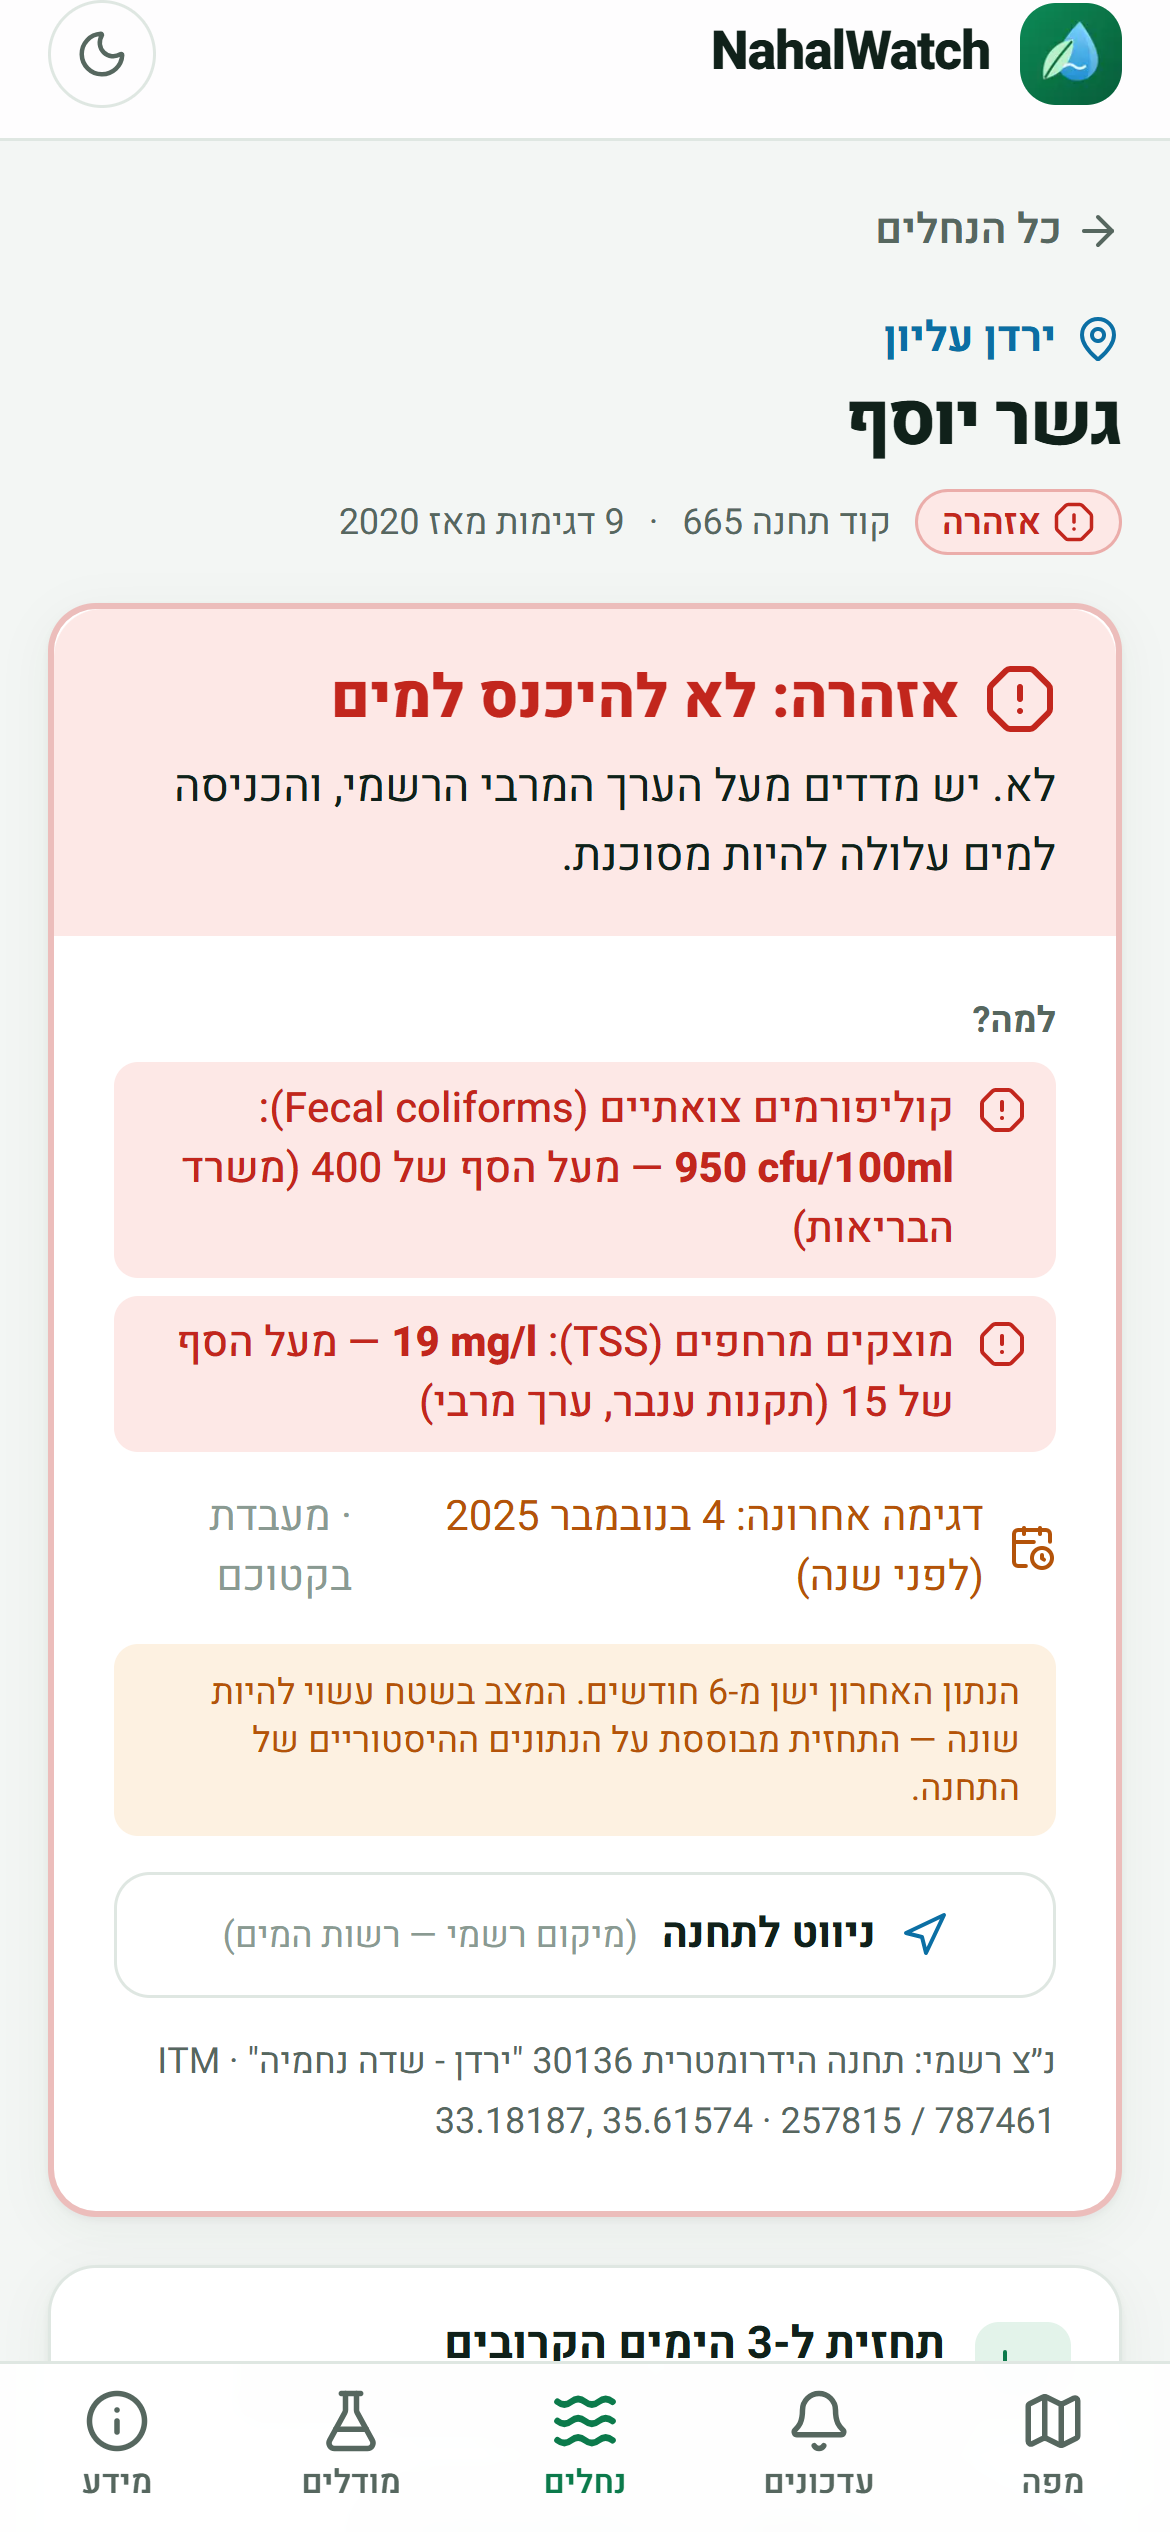 NahalWatch
כל הנחלים
ירדן עליון
גשר יוסף
אזהרה קוד תחנה 665 · 9 דגימות מאז 2020
אזהרה: לא להיכנס למים
לא. יש מדדים מעל הערך המרבי הרשמי, והכניסה
למים עלולה להיות מסוכנת.
למה?
קוליפורמים צואתיים (Fecal coliforms):
950 cfu/100ml — מעל הסף של 400 (משרד
הבריאות)
מוצקים מרחפים (TSS): 19 mg/l — מעל הסף
של 15 (תקנות ענבר, ערך מרבי)
דגימה אחרונה: 4 בנובמבר 2025
(לפני שנה)
· מעבדת
בקטוכם
הנתון האחרון ישן מ-6 חודשים. המצב בשטח עשוי להיות
שונה — התחזית מבוססת על הנתונים ההיסטוריים של
התחנה.
ניווט לתחנה (מיקום רשמי — רשות המים)
נ״צ רשמי: תחנה הידרומטרית 30136 "ירדן - שדה נחמיה" · ITM
257815 / 787461 · 33.18187, 35.61574
תחזית ל-3 הימים הקרובים
מפה
עדכונים
נחלים
מודלים
מידע